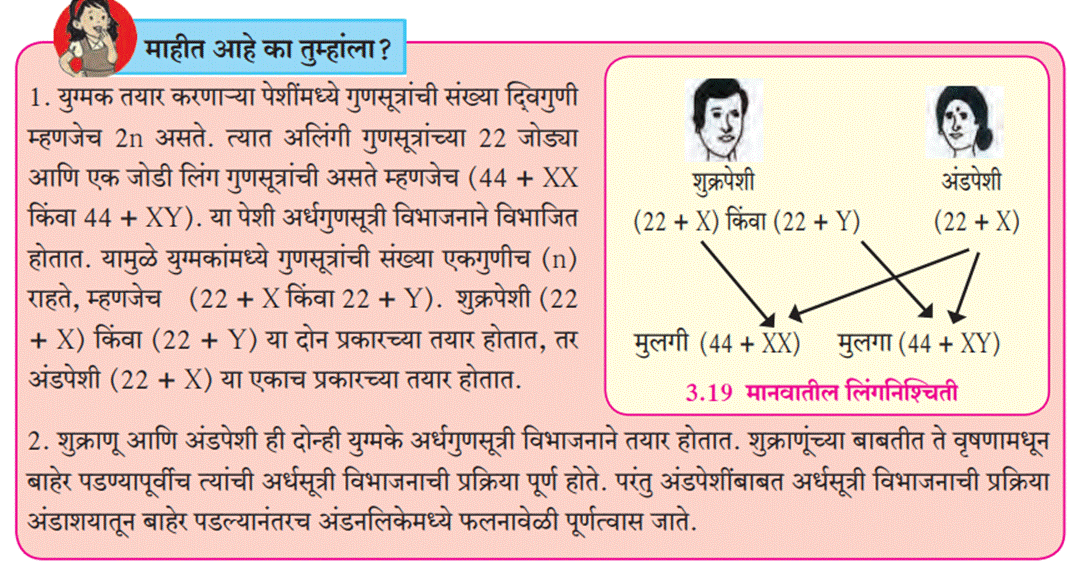 माहीत आहे का तुम्हांला?
1. युग्मक तयार करणाऱ्या पेशींमध्ये गुणसूत्रांची संख्या द्विगुणी
म्हणजेच 2n असते. त्यात अलिंगी गुणसूत्रांच्या 22 जोड्या
आणि एक जोडी लिंग गुणसूत्रांची असते म्हणजेच (44 + XX
किंवा 44 + XY). या पेशी अर्धगुणसूत्री विभाजनाने विभाजित
होतात. यामुळे युग्मकांमध्ये गुणसूत्रांची संख्या एकगुणीच (n)
राहते, म्हणजेच (22 + X किंवा 22 + Y). शुक्रपेशी (22
+ X) किंवा (22 + Y) या दोन प्रकारच्या तयार होतात, तर
अंडपेशी (22 + X) या एकाच प्रकारच्या तयार होतात.
शुक्रपेशी अंडपेशी
(22 + X) किंवा (22 + Y) (22 + X)
मुलगी (44 + XX) मुलगा (44 + XY)
3.19 मानवातील लिंगनिश्चिती
2. शुक्राणू आणि अंडपेशी ही दोन्ही युग्मके अर्धगुणसूत्री विभाजनाने तयार होतात. शुक्राणूंच्या बाबतीत ते वृषणामधून
बाहेर पडण्यापूर्वीच त्यांची अर्धसूत्री विभाजनाची प्रक्रिया पूर्ण होते. परंतु अंडपेशींबाबत अर्धसूत्री विभाजनाची प्रक्रिया
अंडाशयातून बाहेर पडल्यानंतरच अंडनलिकेमध्ये फलनावेळी पूर्णत्वास जाते.